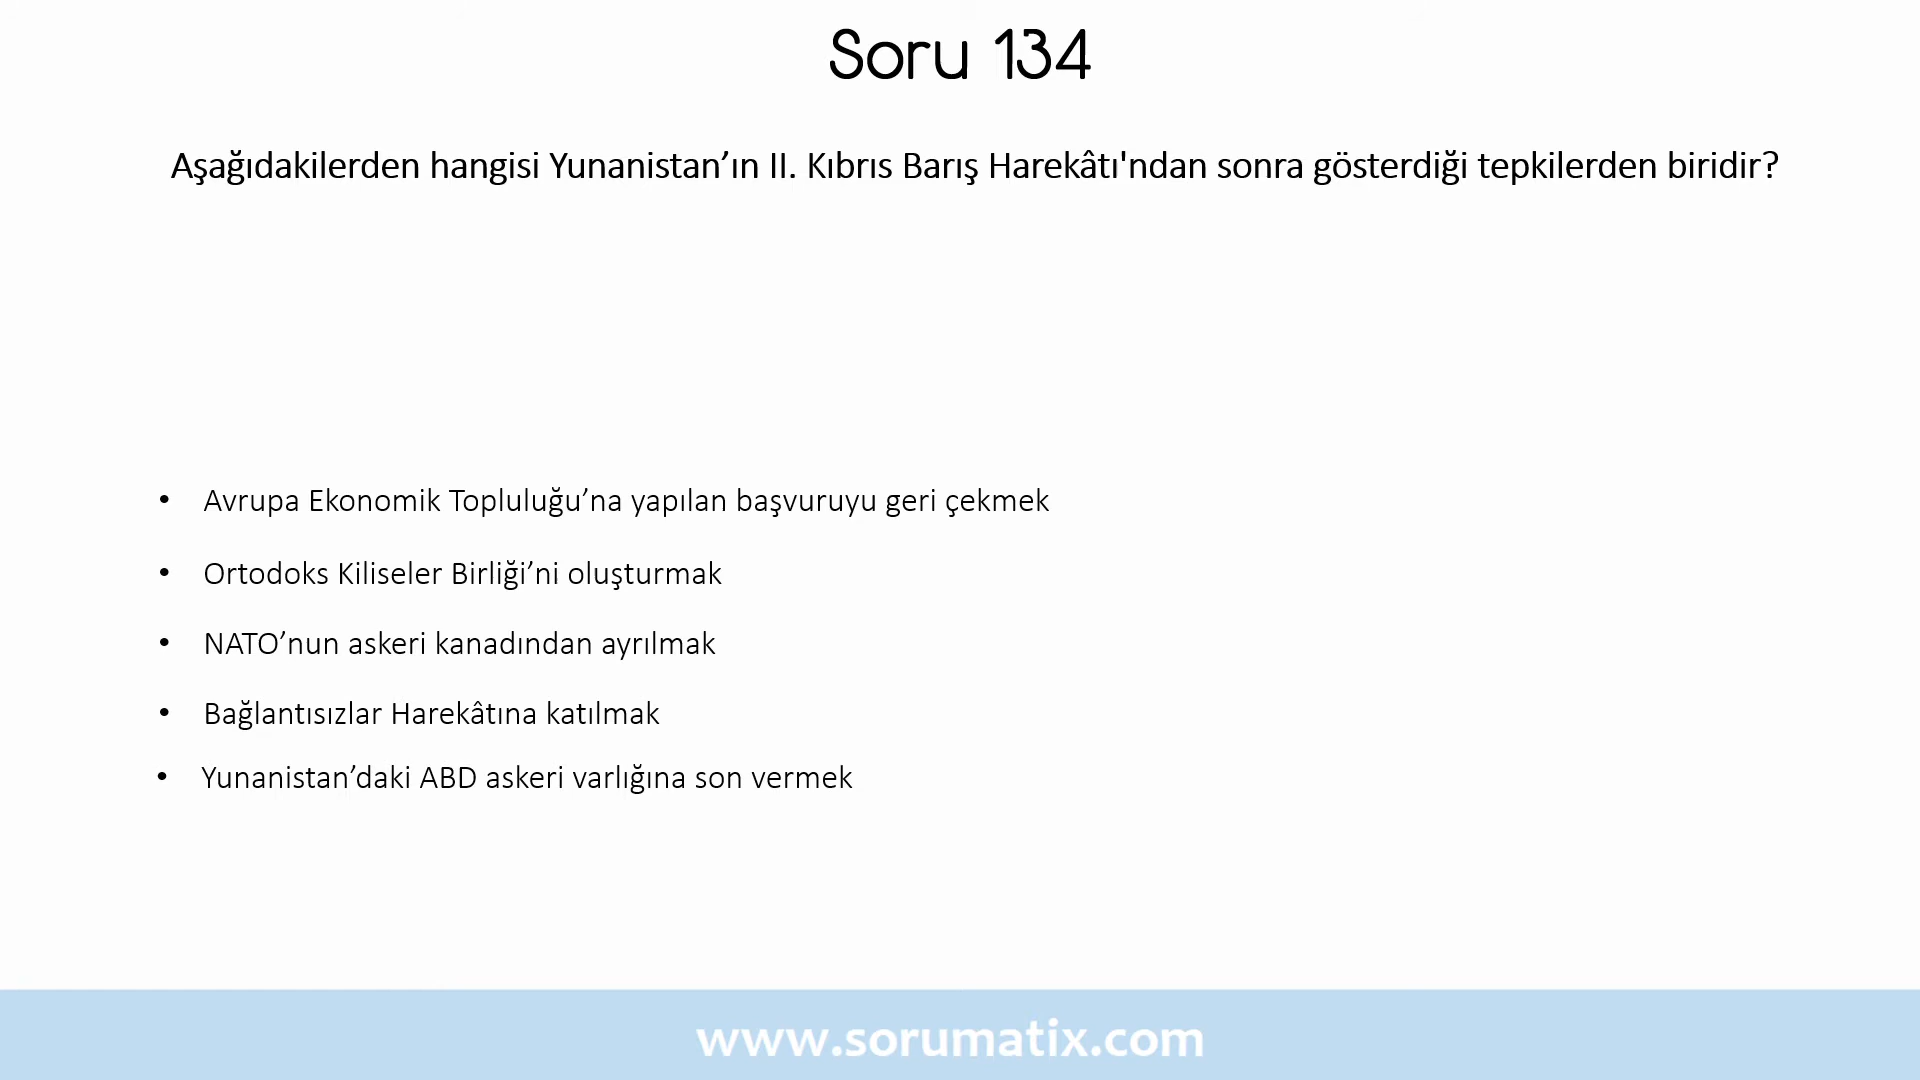 Soru 134
Aşağıdakilerden hangisi Yunanistan’ın II. Kıbrıs Barış Harekâtı'ndan sonra gösterdiği tepkilerden biridir?
• Avrupa Ekonomik Topluluğu’na yapılan başvuruyu geri çekmek
• Ortodoks Kiliseler Birliği’ni oluşturmak
• NATO’nun askeri kanadından ayrılmak
• Bağlantısızlar Harekâtına katılmak
• Yunanistan’daki ABD askeri varlığına son vermek
www.sorumatix.com